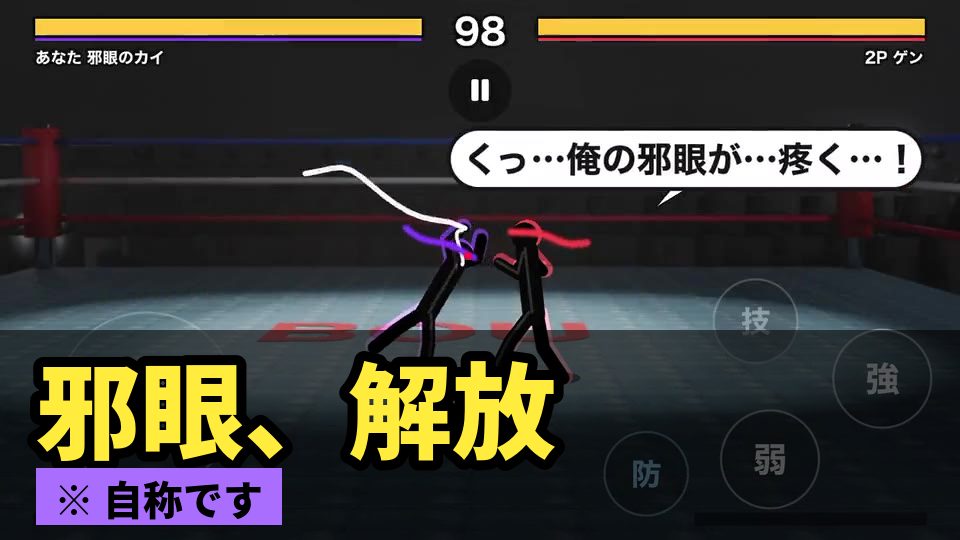 98
あなた 邪眼のカイ
2P ゲン
くっ…俺の邪眼が…疼く…！
BOU
技
強
邪眼、解放
弱
防
※ 自称です